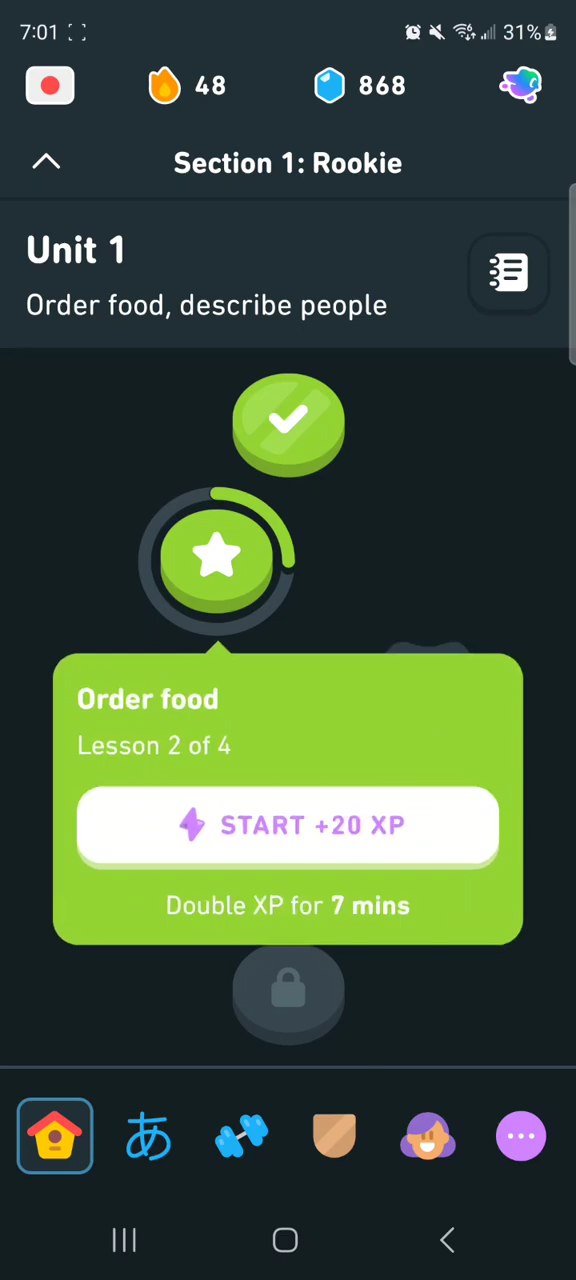 7:01
31%
48
868
Section 1: Rookie
Unit 1
Order food, describe people
Order food
Lesson 2 of 4
START +20 XP
Double XP for 7 mins
あ